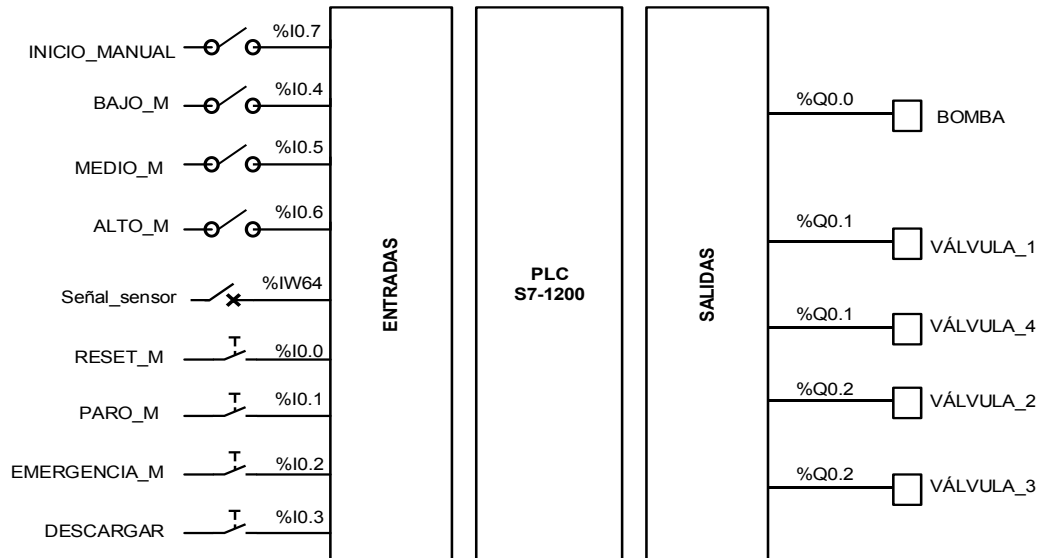 INICIO_MANUAL
%I0.7
BAJO_M
%I0.4
MEDIO_M
%I0.5
ALTO_M
%I0.6
Señal_sensor
%IW64
RESET_M
%I0.0
PARO_M
%I0.1
EMERGENCIA_M
%I0.2
DESCARGAR
%I0.3
ENTRADAS
PLC
S7-1200
SALIDAS
%Q0.0
BOMBA
%Q0.1
VÁLVULA_1
%Q0.1
VÁLVULA_4
%Q0.2
VÁLVULA_2
%Q0.2
VÁLVULA_3